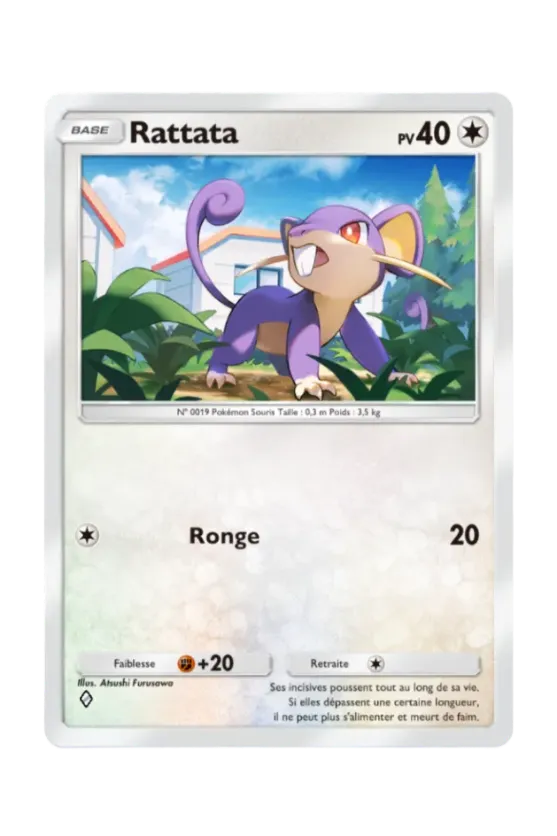 BASE Rattata PV 40
N° 0019 Pokémon Souris Taille : 0,3 m Poids : 3,5 kg
Ronge 20
Faiblesse +20 Retraite
Illus. Atsushi Furusawa
Ses incisives poussent tout au long de sa vie.
Si elles dépassent une certaine longueur,
il ne peut plus s'alimenter et meurt de faim.